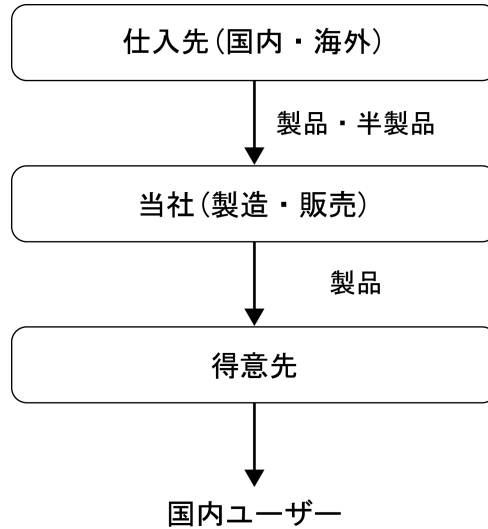 仕入先(国内・海外)
製品・半製品
当社(製造・販売)
製品
得意先
国内ユーザー